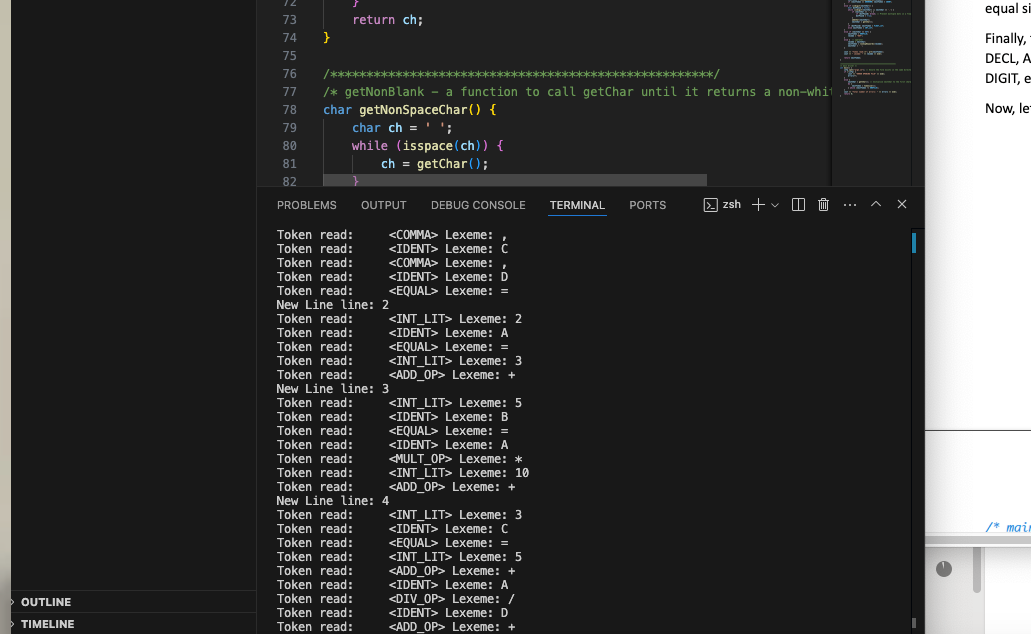 72 }
73 return ch;
74 }
75
76 /*****************************************************/
77 /* getNonBlank - a function to call getChar until it returns a non-whit
78 char getNonSpaceChar() {
79 char ch = ' ';
80 while (isspace(ch)) {
81 ch = getChar();
82 }
PROBLEMS OUTPUT DEBUG CONSOLE TERMINAL PORTS zsh
Token read: <COMMA> Lexeme: ,
Token read: <IDENT> Lexeme: C
Token read: <COMMA> Lexeme: ,
Token read: <IDENT> Lexeme: D
Token read: <EQUAL> Lexeme: =
New Line line: 2
Token read: <INT_LIT> Lexeme: 2
Token read: <IDENT> Lexeme: A
Token read: <EQUAL> Lexeme: =
Token read: <INT_LIT> Lexeme: 3
Token read: <ADD_OP> Lexeme: +
New Line line: 3
Token read: <INT_LIT> Lexeme: 5
Token read: <IDENT> Lexeme: B
Token read: <EQUAL> Lexeme: =
Token read: <IDENT> Lexeme: A
Token read: <MULT_OP> Lexeme: *
Token read: <INT_LIT> Lexeme: 10
Token read: <ADD_OP> Lexeme: +
New Line line: 4
Token read: <INT_LIT> Lexeme: 3
Token read: <IDENT> Lexeme: C
Token read: <EQUAL> Lexeme: =
Token read: <INT_LIT> Lexeme: 5
Token read: <ADD_OP> Lexeme: +
Token read: <IDENT> Lexeme: A
Token read: <DIV_OP> Lexeme: /
Token read: <IDENT> Lexeme: D
Token read: <ADD_OP> Lexeme: +
OUTLINE
TIMELINE
equal si
Finally,
DECL, A
DIGIT, e
Now, le
/* mai